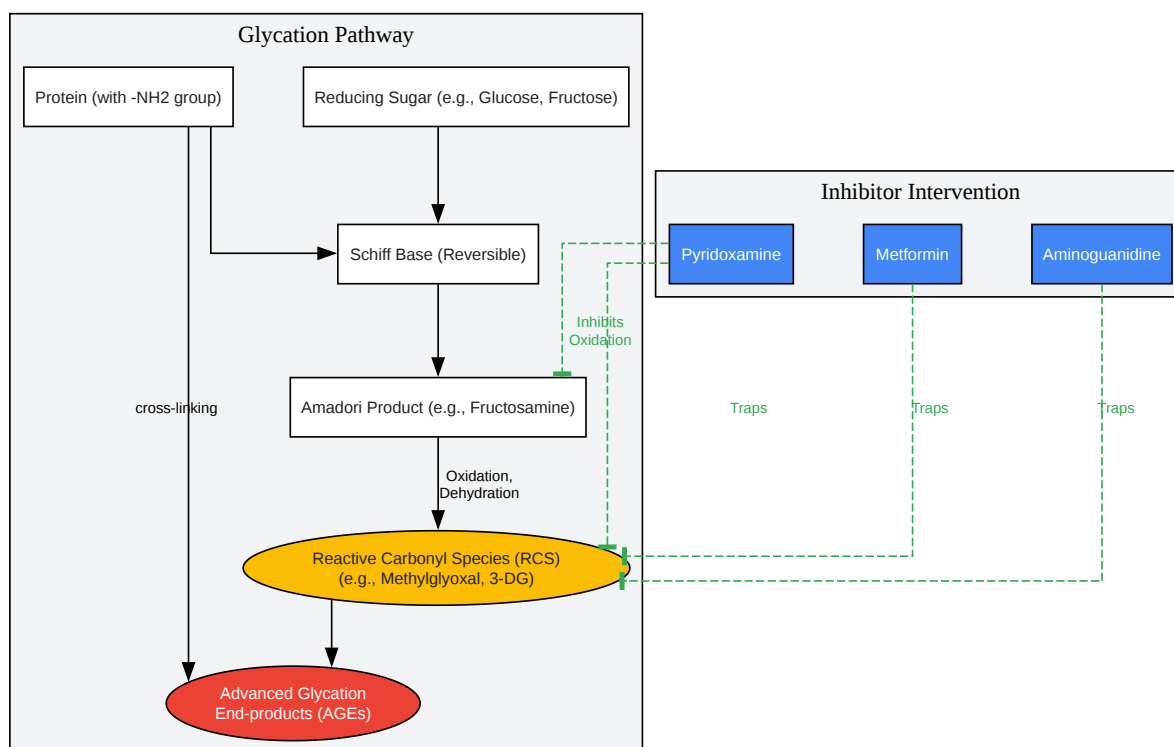 Glycation Pathway
Protein (with -NH2 group)
Reducing Sugar (e.g., Glucose, Fructose)
Inhibitor Intervention
Schiff Base (Reversible)
Pyridoxamine
Metformin
Aminoguanidine
Inhibits
Oxidation
Amadori Product (e.g., Fructosamine)
cross-linking
Traps
Traps
Traps
Oxidation,
Dehydration
Reactive Carbonyl Species (RCS)
(e.g., Methylglyoxal, 3-DG)
Advanced Glycation
End-products (AGEs)